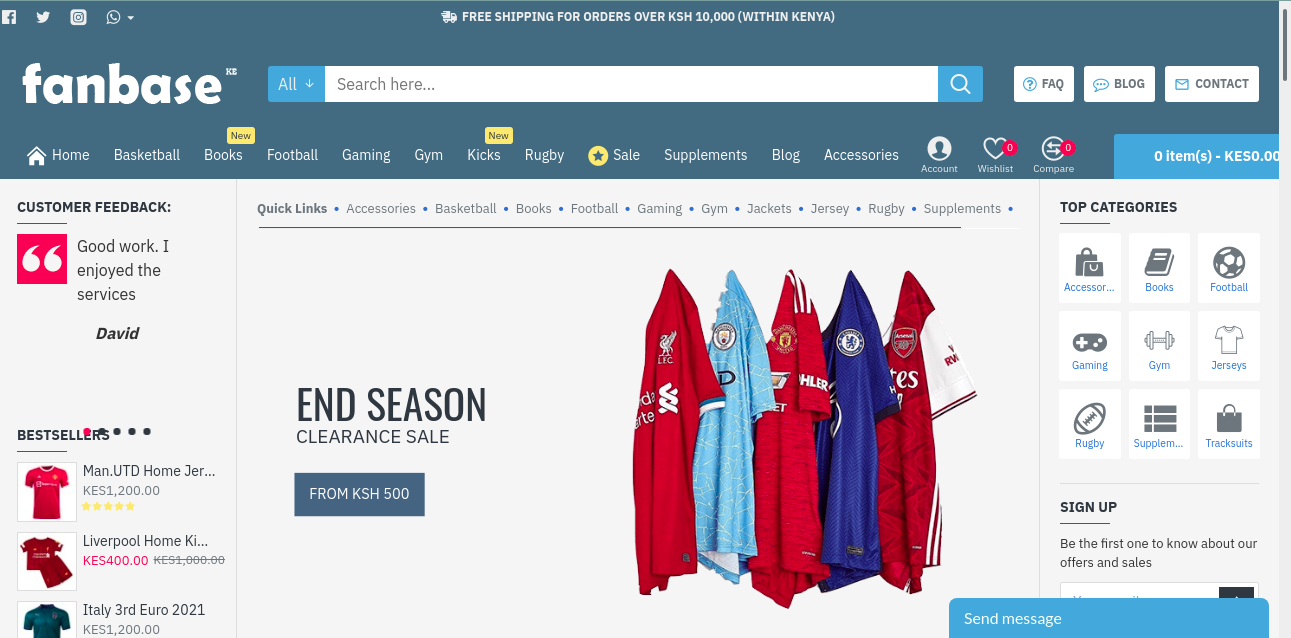 FREE SHIPPING FOR ORDERS OVER KSH 10,000 (WITHIN KENYA)
fanbase KE
All
Search here...
FAQ
BLOG
CONTACT
Home
Basketball
New
Books
Football
Gaming
Gym
New
Kicks
Rugby
Sale
Supplements
Blog
Accessories
Account
0
Wishlist
0
Compare
0 item(s) - KES0.00
CUSTOMER FEEDBACK:
Good work. I
enjoyed the
services
David
BESTSELLERS
Man.UTD Home Jer...
KES1,200.00
Liverpool Home Ki...
KES400.00 KES1,000.00
Italy 3rd Euro 2021
KES1,200.00
Quick Links • Accessories • Basketball • Books • Football • Gaming • Gym • Jackets • Jersey • Rugby • Supplements •
END SEASON
CLEARANCE SALE
FROM KSH 500
L.F.C.
Arsenal
TOP CATEGORIES
Accessor...
Books
Football
Gaming
Gym
Jerseys
Rugby
Supplem...
Tracksuits
SIGN UP
Be the first one to know about our
offers and sales
Send message